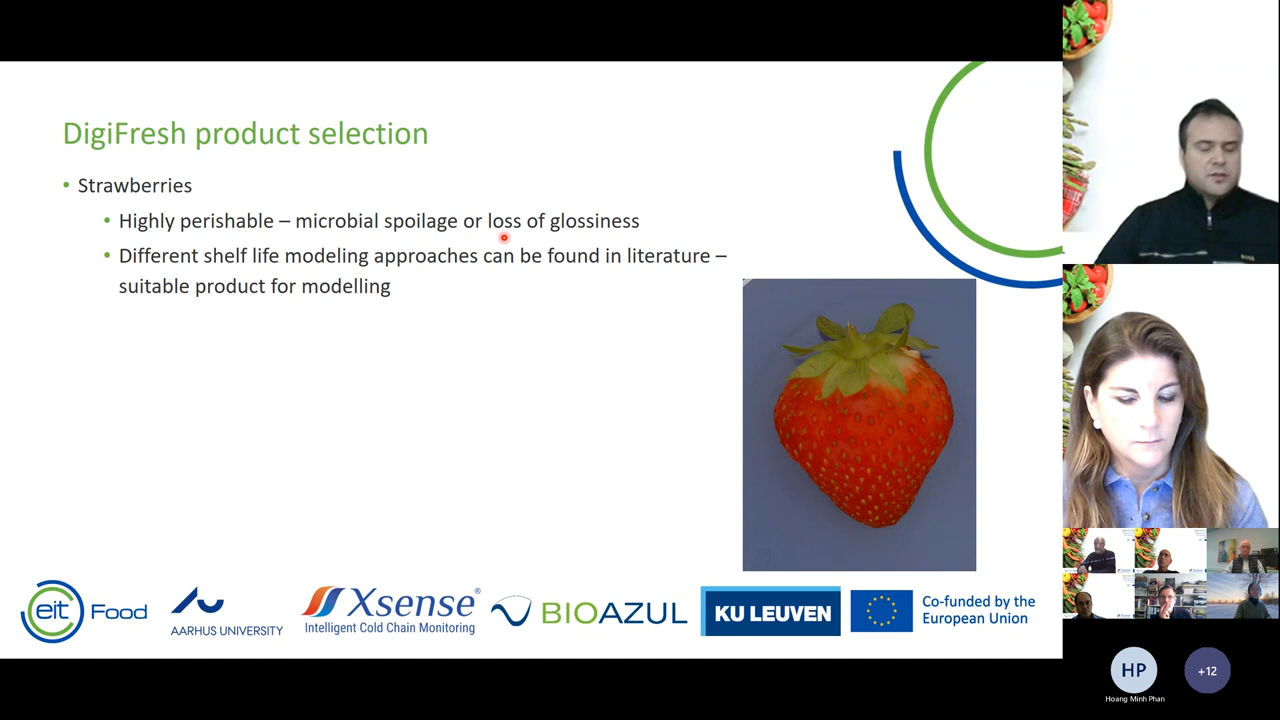 DigiFresh product selection
• Strawberries
• Highly perishable – microbial spoilage or loss of glossiness
• Different shelf life modeling approaches can be found in literature –
suitable product for modelling
eit Food
AARHUS UNIVERSITY
Xsense®
Intelligent Cold Chain Monitoring
BIOAZUL
KU LEUVEN
Co-funded by the
European Union
HP
+12
Hoang Minh Phan